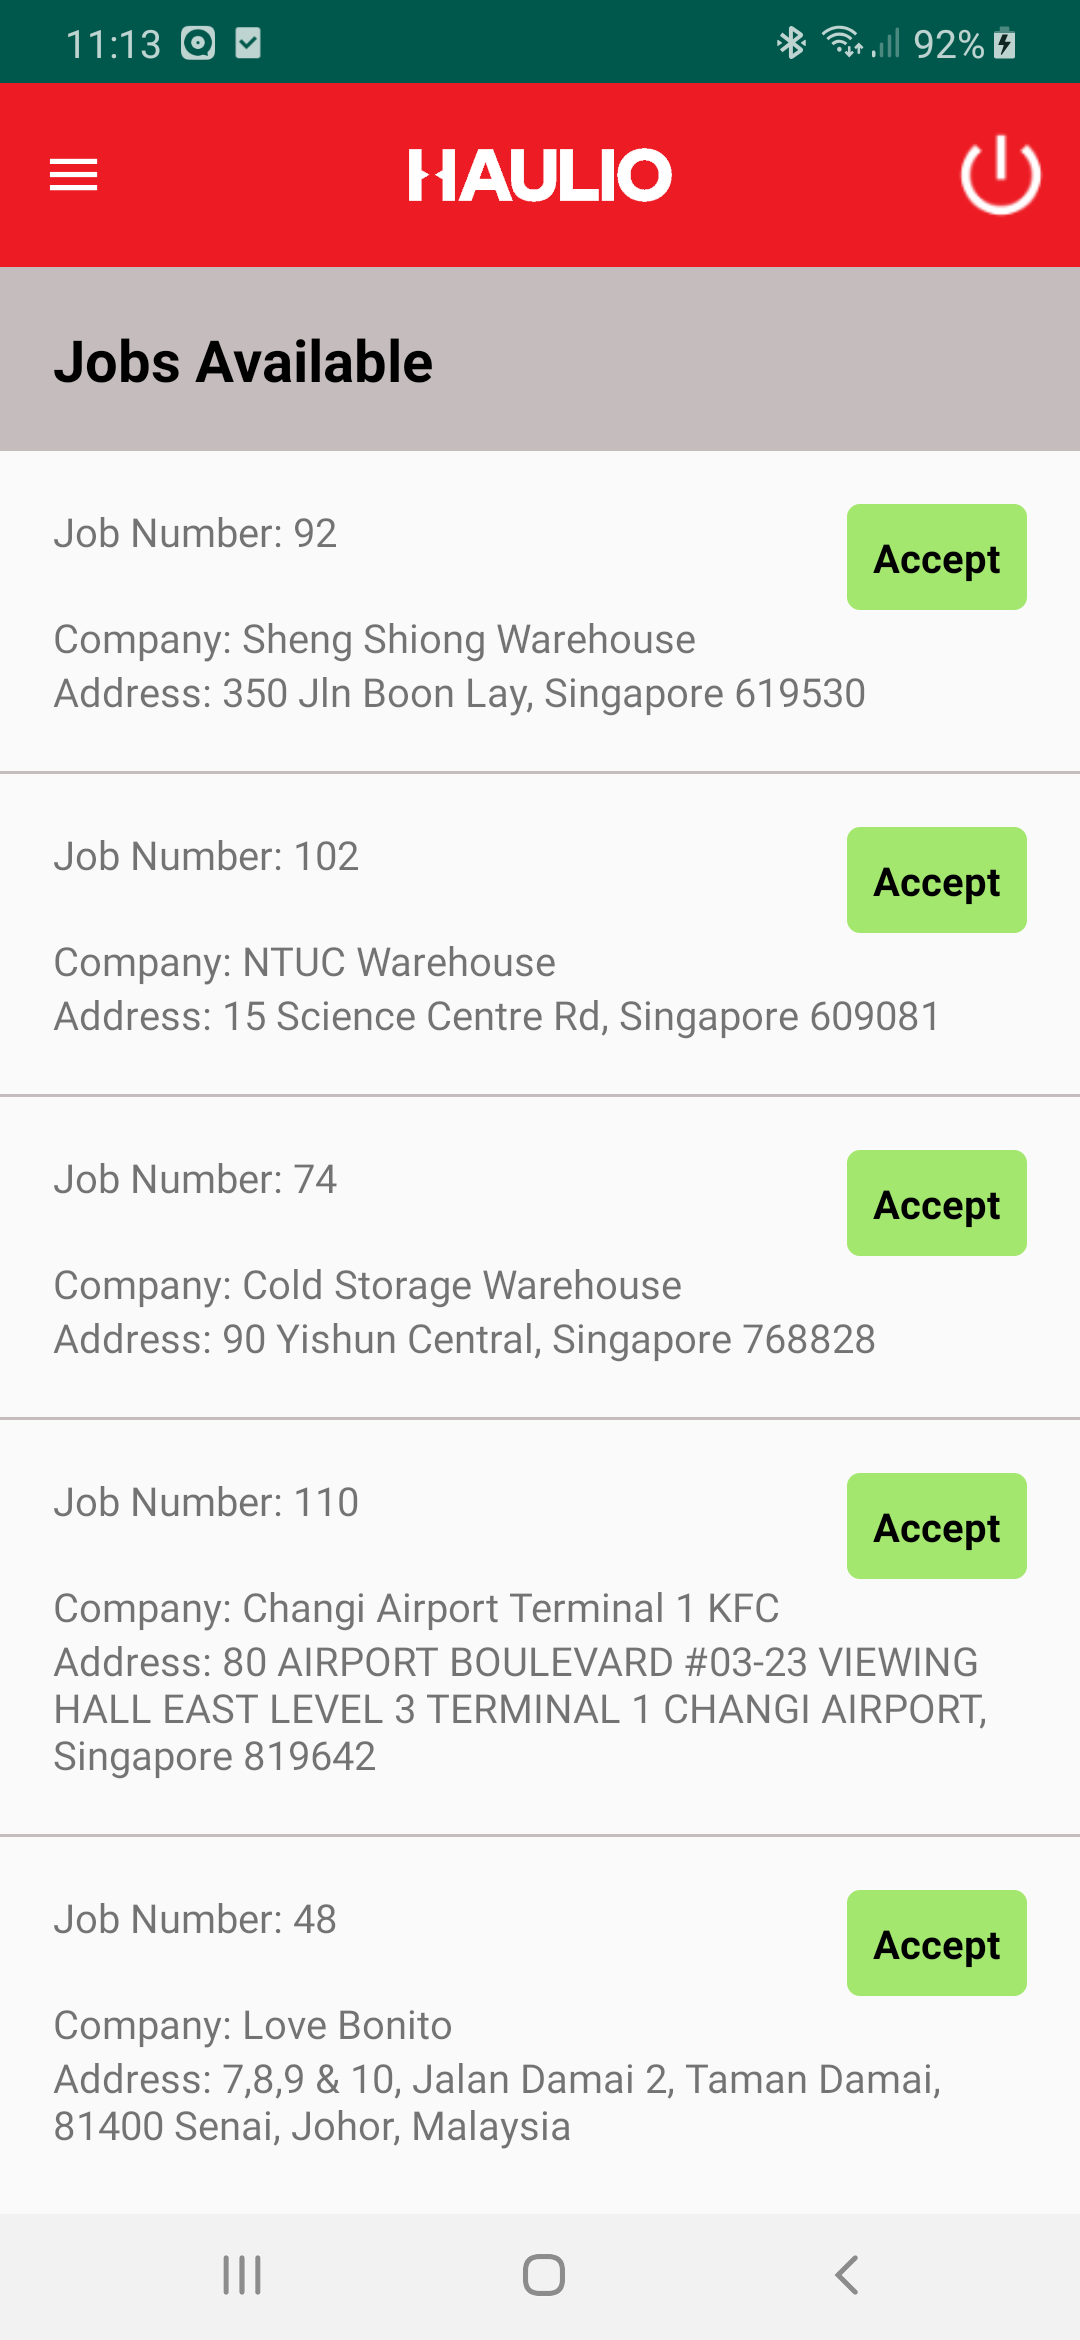 11:13
92%
HAULIO
Jobs Available
Job Number: 92
Accept
Company: Sheng Shiong Warehouse
Address: 350 Jln Boon Lay, Singapore 619530
Job Number: 102
Accept
Company: NTUC Warehouse
Address: 15 Science Centre Rd, Singapore 609081
Job Number: 74
Accept
Company: Cold Storage Warehouse
Address: 90 Yishun Central, Singapore 768828
Job Number: 110
Accept
Company: Changi Airport Terminal 1 KFC
Address: 80 AIRPORT BOULEVARD #03-23 VIEWING
HALL EAST LEVEL 3 TERMINAL 1 CHANGI AIRPORT,
Singapore 819642
Job Number: 48
Accept
Company: Love Bonito
Address: 7,8,9 & 10, Jalan Damai 2, Taman Damai,
81400 Senai, Johor, Malaysia